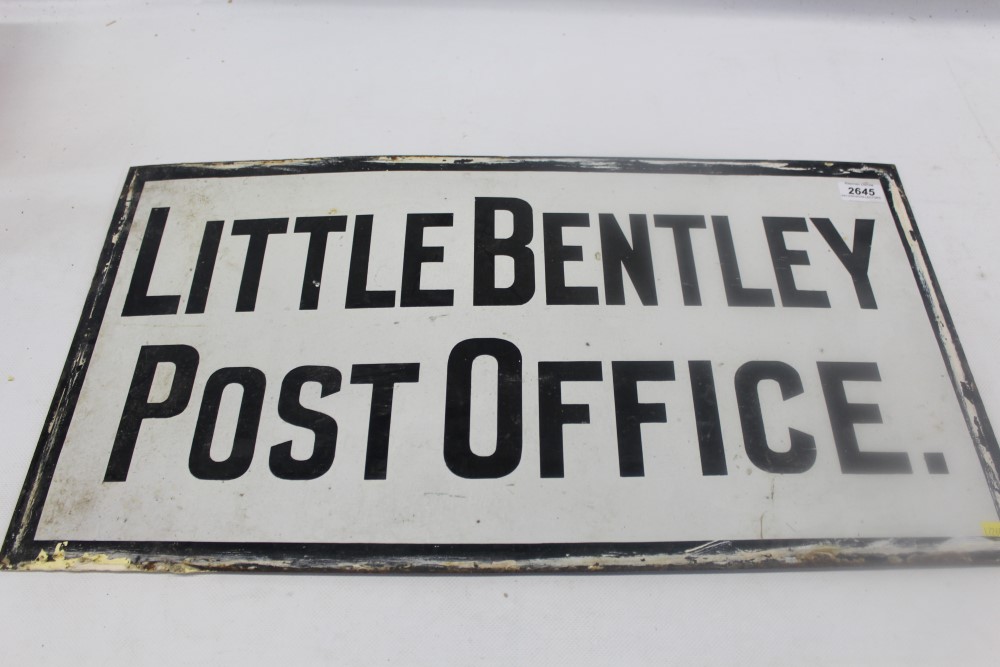 2645
LITTLE BENTLEY
POST OFFICE.